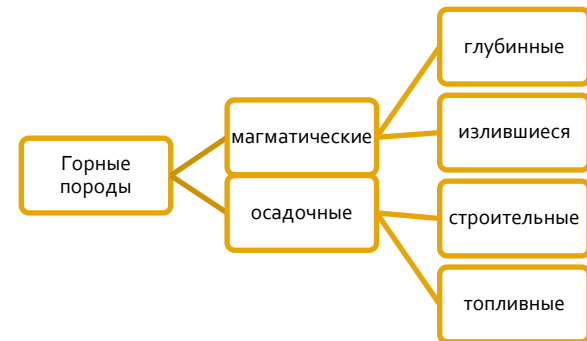 Горные
породы
магматические
глубинные
излившиеся
осадочные
строительные
топливные